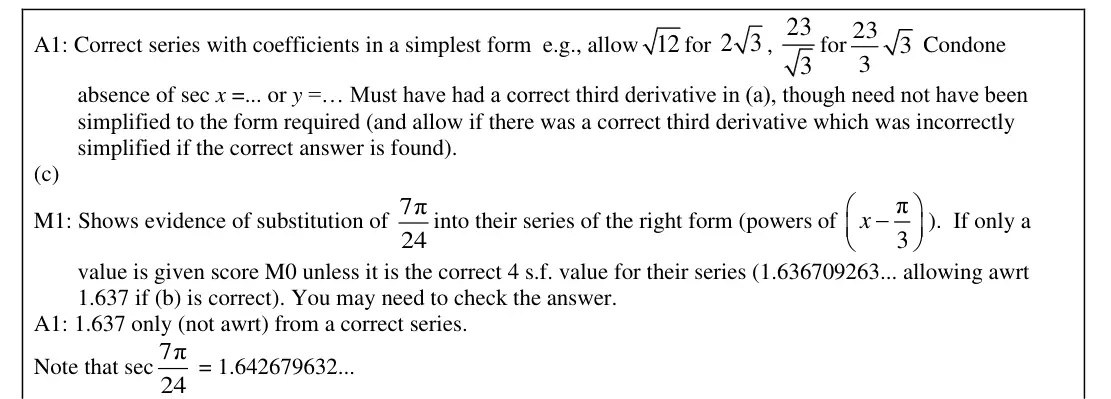 A1: Correct series with coefficients in a simplest form e.g., allow √12 for 2√3 , 23/√3 for 23/3 √3 Condone
absence of sec x =... or y =… Must have had a correct third derivative in (a), though need not have been
simplified to the form required (and allow if there was a correct third derivative which was incorrectly
simplified if the correct answer is found).
(c)
M1: Shows evidence of substitution of 7π/24 into their series of the right form (powers of (x − π/3) ). If only a
value is given score M0 unless it is the correct 4 s.f. value for their series (1.636709263... allowing awrt
1.637 if (b) is correct). You may need to check the answer.
A1: 1.637 only (not awrt) from a correct series.
Note that sec 7π/24 = 1.642679632...